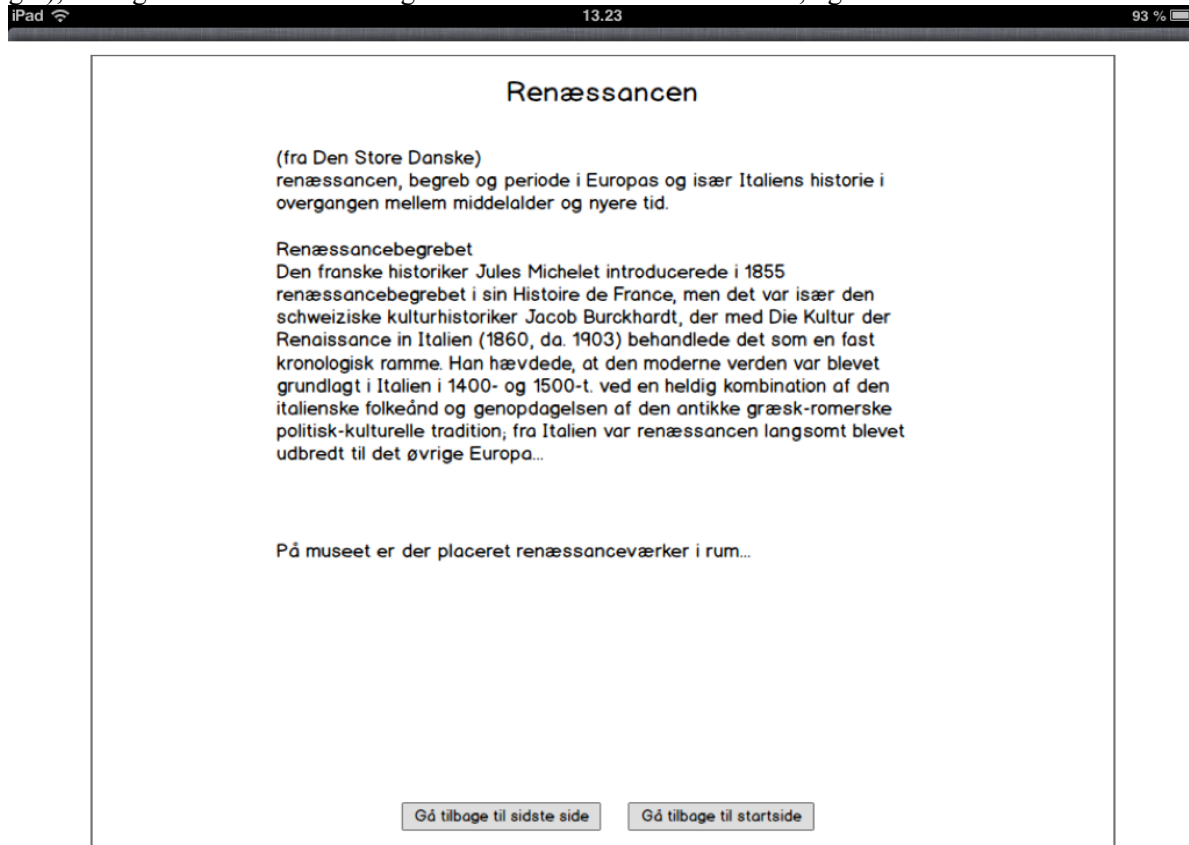 iPad 13.23 93 %
Renæssancen
(fra Den Store Danske)
renæssancen, begreb og periode i Europas og især Italiens historie i
overgangen mellem middelalder og nyere tid.
Renæssancebegrebet
Den franske historiker Jules Michelet introducerede i 1855
renæssancebegrebet i sin Histoire de France, men det var især den
schweiziske kulturhistoriker Jacob Burckhardt, der med Die Kultur der
Renaissance in Italien (1860, da. 1903) behandlede det som en fast
kronologisk ramme. Han hævdede, at den moderne verden var blevet
grundlagt i Italien i 1400- og 1500-t. ved en heldig kombination af den
italienske folkeånd og genopdagelsen af den antikke græsk-romerske
politisk-kulturelle tradition; fra Italien var renæssancen langsomt blevet
udbredt til det øvrige Europa...
På museet er der placeret renæssanceværker i rum...
Gå tilbage til sidste side Gå tilbage til startside